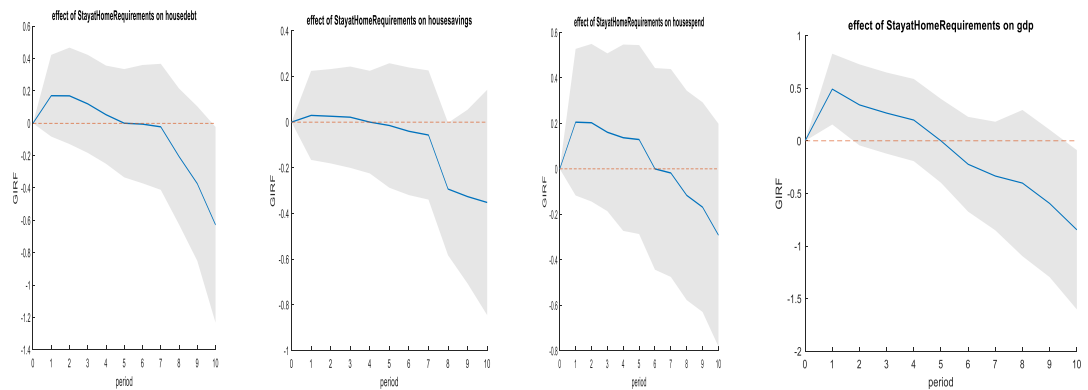 effect of StayatHomeRequirements on housedebt
0.6
0.4
0.2
0
-0.2
-0.4
-0.6
-0.8
-1
-1.2
-1.4
GIRF
0 1 2 3 4 5 6 7 8 9 10
period
effect of StayatHomeRequirements on housesavings
0.4
0.2
0
-0.2
-0.4
-0.6
-0.8
-1
GIRF
0 1 2 3 4 5 6 7 8 9 10
period
effect of StayatHomeRequirements on housespend
0.6
0.4
0.2
0
-0.2
-0.4
-0.6
-0.8
GIRF
0 1 2 3 4 5 6 7 8 9 10
period
effect of StayatHomeRequirements on gdp
1
0.5
0
-0.5
-1
-1.5
-2
GIRF
0 1 2 3 4 5 6 7 8 9 10
period